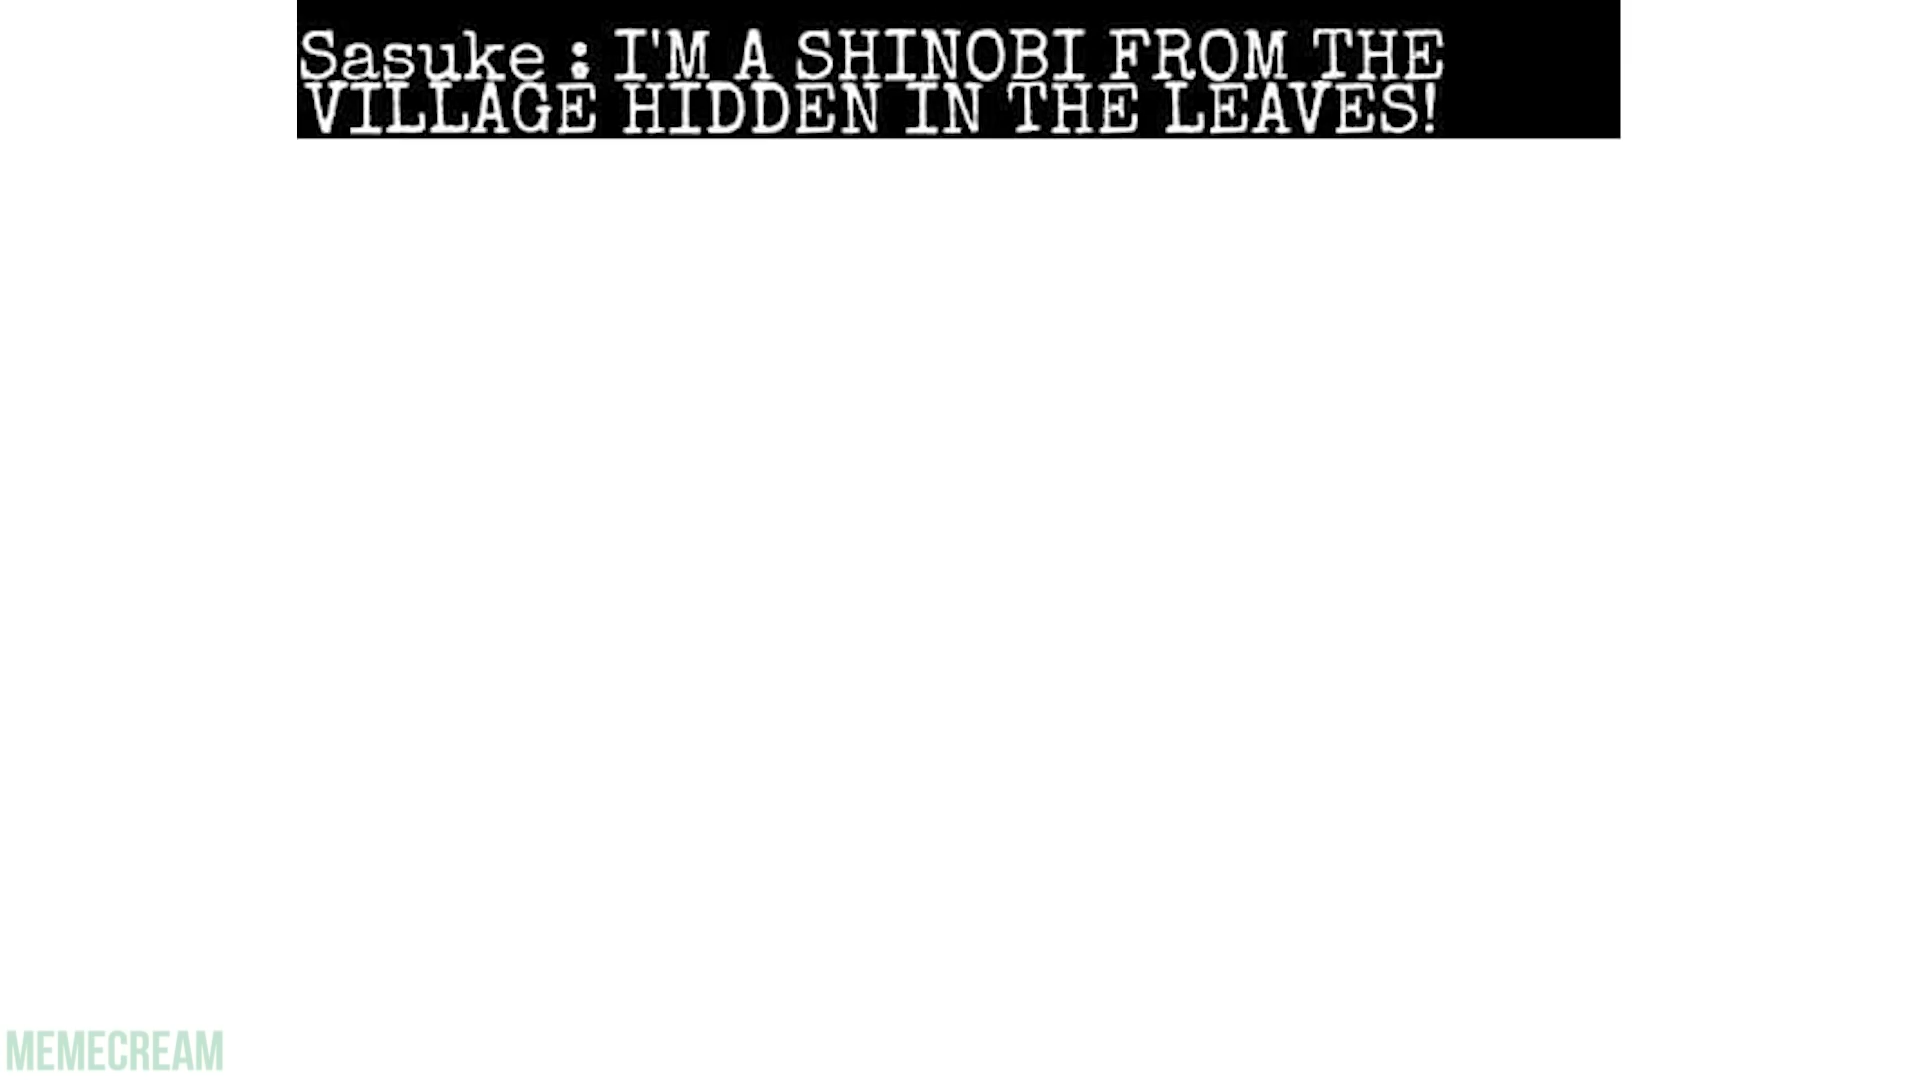 Sasuke : I'M A SHINOBI FROM THE
VILLAGE HIDDEN IN THE LEAVES!
MEMECREAM